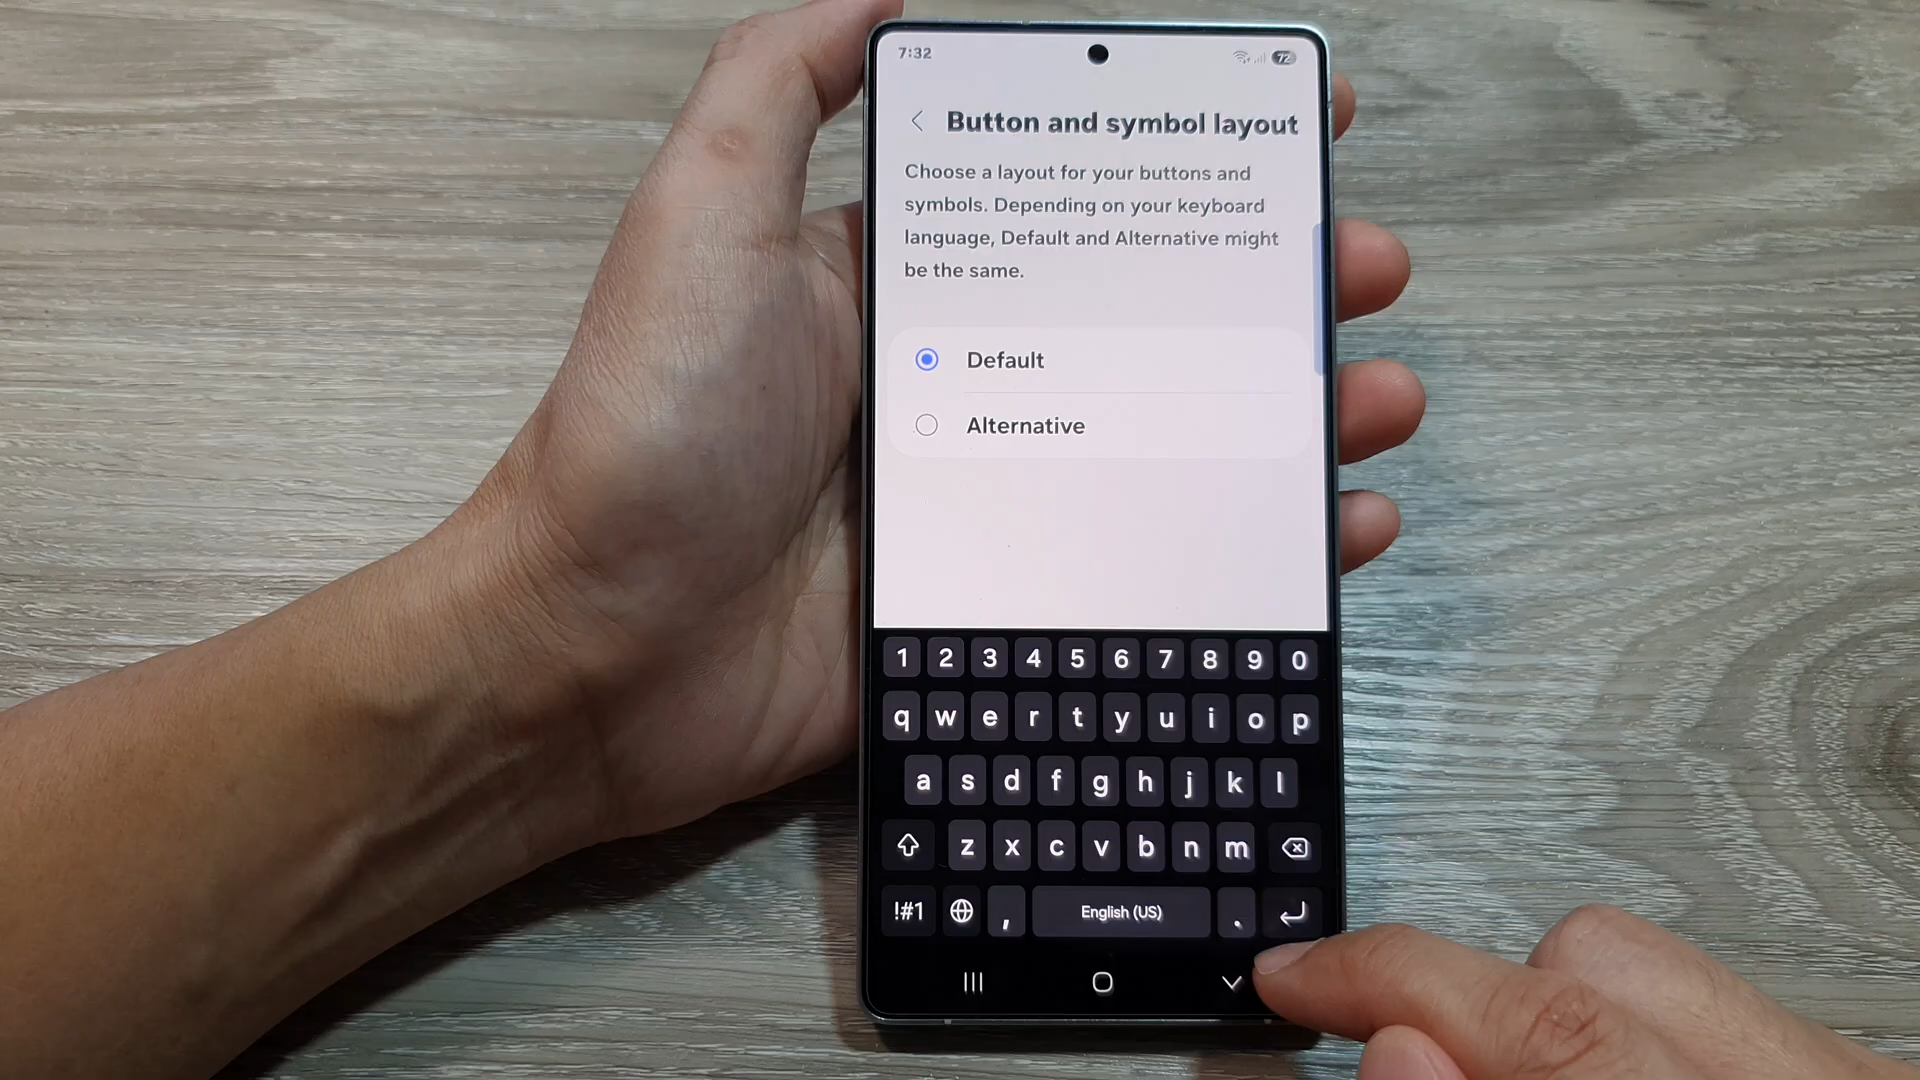 7:32
72
Button and symbol layout
Choose a layout for your buttons and
symbols. Depending on your keyboard
language, Default and Alternative might
be the same.
Default
Alternative
1 2 3 4 5 6 7 8 9 0
q w e r t y u i o p
a s d f g h j k l
z x c v b n m
!#1 , English (US) .